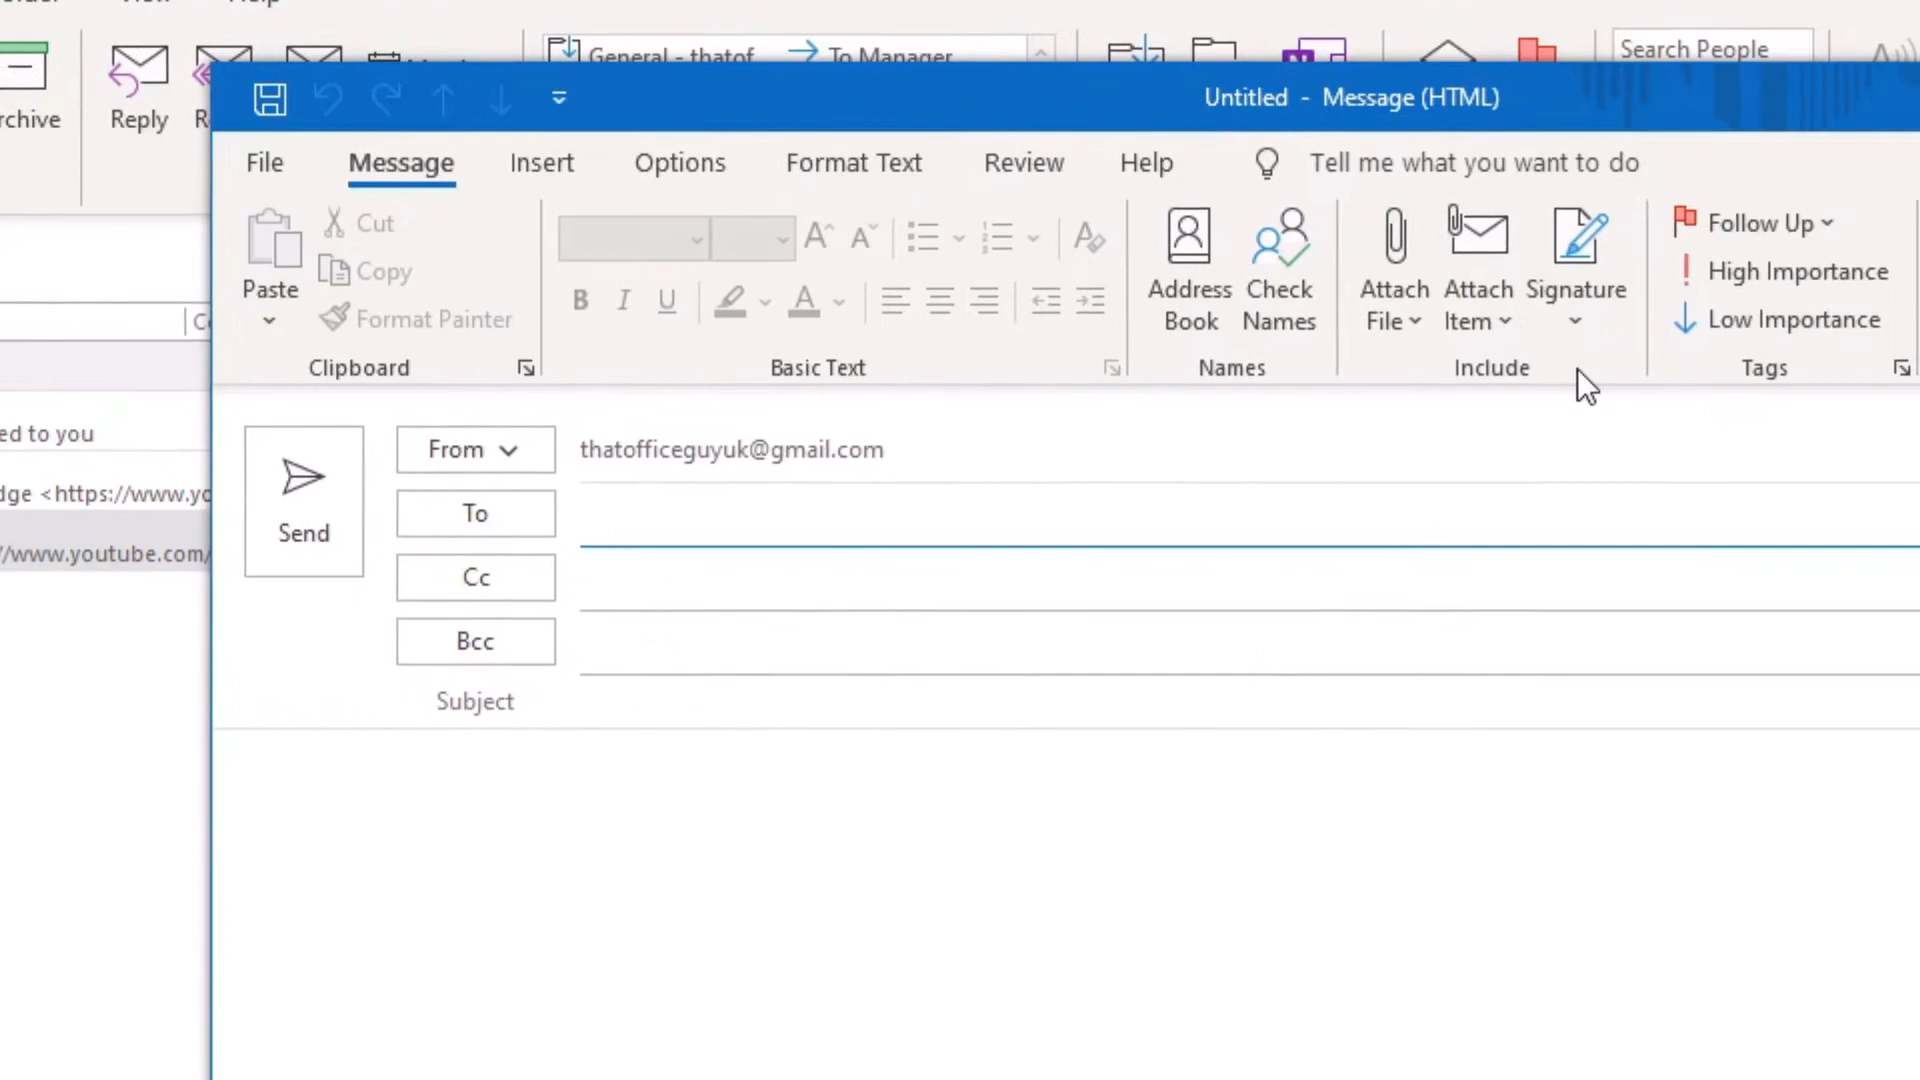 View
Help
General - thatof
To Manager
Search People
Reply
Untitled - Message (HTML)
File
Message
Insert
Options
Format Text
Review
Help
Tell me what you want to do
Paste
Cut
Copy
Format Painter
Clipboard
B I U
A
Basic Text
Address Book
Check Names
Names
Attach File
Attach Item
Signature
Include
Follow Up
High Importance
Low Importance
Tags
ed to you
dge <https://www.yo
//www.youtube.com/
Send
From
thatofficeguyuk@gmail.com
To
Cc
Bcc
Subject